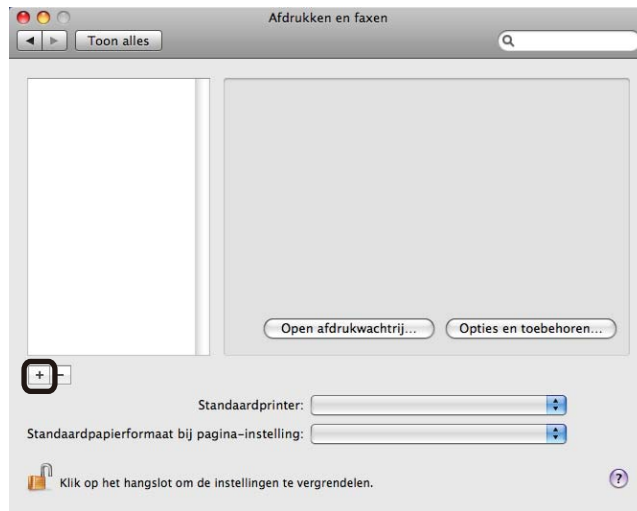 Afdrukken en faxen
Toon alles
Open afdrukwachtrij... Opties en toebehoren...
+ −
Standaardprinter:
Standaardpapierformaat bij pagina-instelling:
Klik op het hangslot om de instellingen te vergrendelen. ?